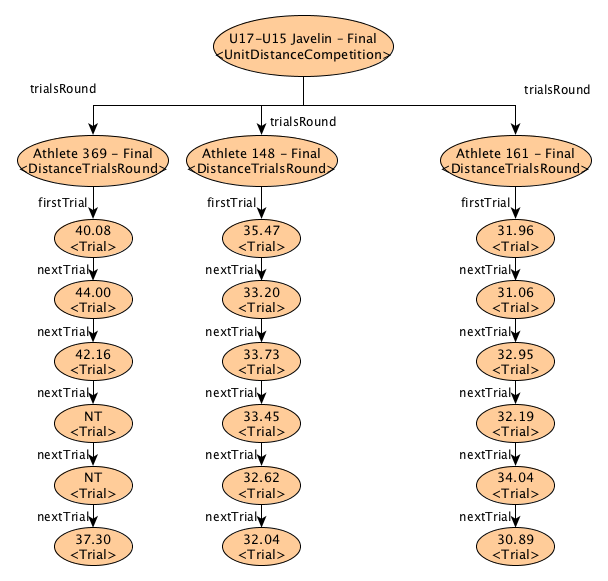 U17-U15 Javelin - Final
<UnitDistanceCompetition>
trialsRound
trialsRound
trialsRound
Athlete 369 - Final
<DistanceTrialsRound>
Athlete 148 - Final
<DistanceTrialsRound>
Athlete 161 - Final
<DistanceTrialsRound>
firstTrial
firstTrial
firstTrial
40.08
<Trial>
35.47
<Trial>
31.96
<Trial>
nextTrial
nextTrial
nextTrial
44.00
<Trial>
33.20
<Trial>
31.06
<Trial>
nextTrial
nextTrial
nextTrial
42.16
<Trial>
33.73
<Trial>
32.95
<Trial>
nextTrial
nextTrial
nextTrial
NT
<Trial>
33.45
<Trial>
32.19
<Trial>
nextTrial
nextTrial
nextTrial
NT
<Trial>
32.62
<Trial>
34.04
<Trial>
nextTrial
nextTrial
nextTrial
37.30
<Trial>
32.04
<Trial>
30.89
<Trial>